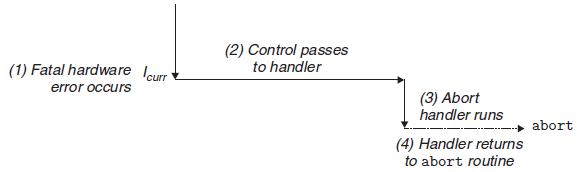 (1) Fatal hardware
error occurs
Icurr
(2) Control passes
to handler
(3) Abort
handler runs
abort
(4) Handler returns
to abort routine